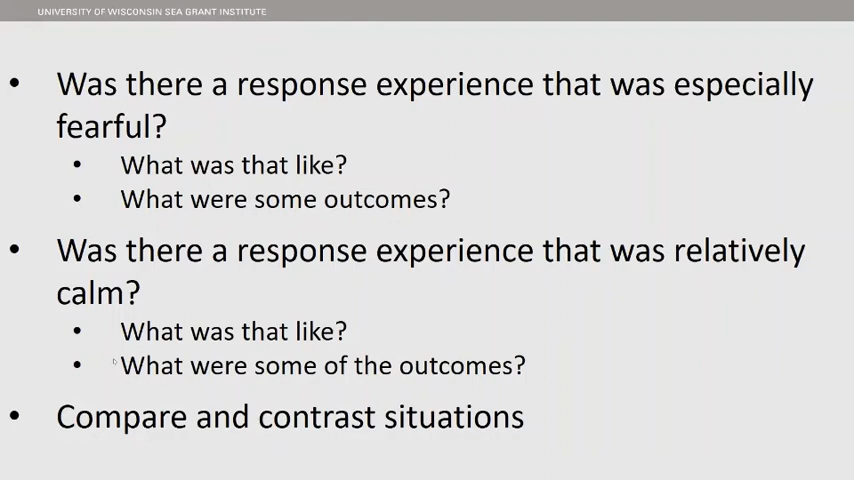 UNIVERSITY OF WISCONSIN SEA GRANT INSTITUTE
• Was there a response experience that was especially
fearful?
• What was that like?
• What were some outcomes?
• Was there a response experience that was relatively
calm?
• What was that like?
• What were some of the outcomes?
• Compare and contrast situations